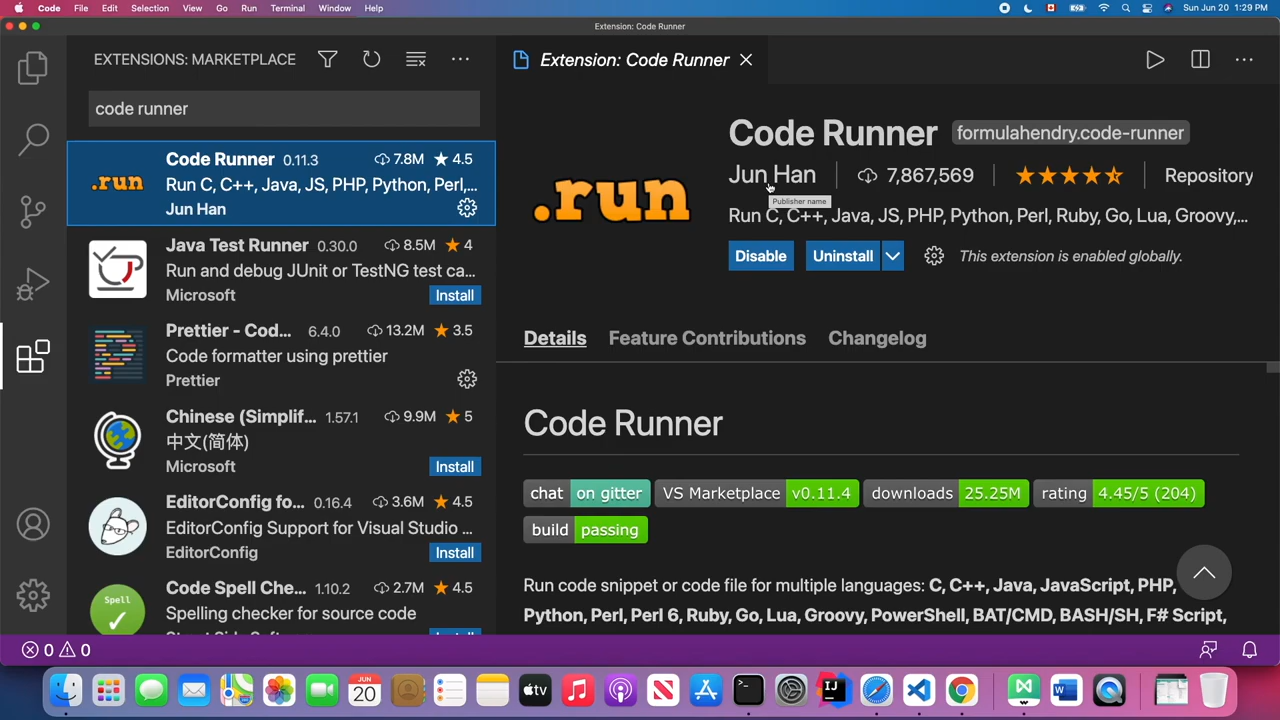 Code File Edit Selection View Go Run Terminal Window Help
Sun Jun 20 1:29 PM
Extension: Code Runner
EXTENSIONS: MARKETPLACE
code runner
Code Runner 0.11.3 7.8M 4.5
.run
Run C, C++, Java, JS, PHP, Python, Perl,...
Jun Han
Java Test Runner 0.30.0 8.5M 4
Run and debug JUnit or TestNG test ca...
Microsoft Install
Prettier - Cod... 6.4.0 13.2M 3.5
Code formatter using prettier
Prettier
Chinese (Simplif... 1.57.1 9.9M 5
中文(简体)
Microsoft Install
EditorConfig fo... 0.16.4 3.6M 4.5
EditorConfig Support for Visual Studio ...
EditorConfig Install
Code Spell Che... 1.10.2 2.7M 4.5
Spell
Spelling checker for source code
Extension: Code Runner
.run
Code Runner formulahendry.code-runner
Jun Han 7,867,569 Repository
Publisher name
Run C, C++, Java, JS, PHP, Python, Perl, Ruby, Go, Lua, Groovy,...
Disable Uninstall This extension is enabled globally.
Details Feature Contributions Changelog
Code Runner
chat on gitter VS Marketplace v0.11.4 downloads 25.25M rating 4.45/5 (204)
build passing
Run code snippet or code file for multiple languages: C, C++, Java, JavaScript, PHP,
Python, Perl, Perl 6, Ruby, Go, Lua, Groovy, PowerShell, BAT/CMD, BASH/SH, F# Script,
0 0
JUN
20
tv
IJ